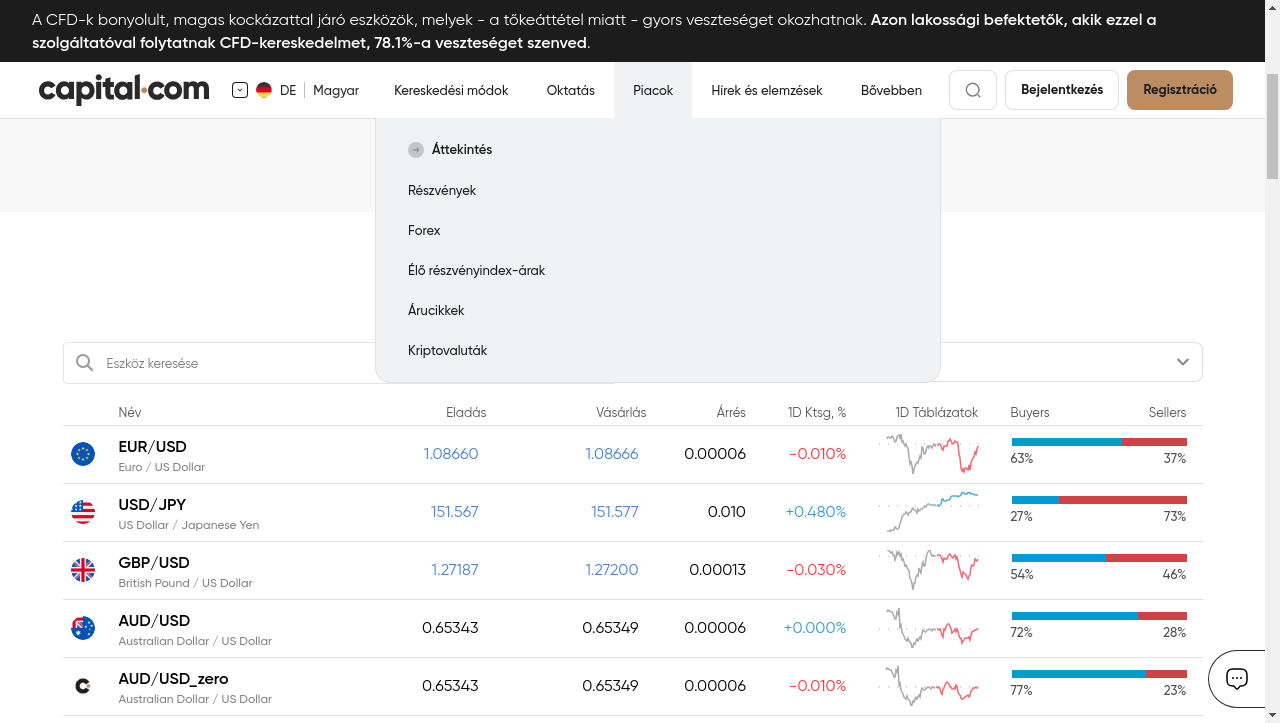 A CFD-k bonyolult, magas kockázattal járó eszközök, melyek - a tőkeáttétel miatt - gyors veszteséget okozhatnak. Azon lakossági befektetők, akik ezzel a
szolgáltatóval folytatnak CFD-kereskedelmet, 78.1%-a veszteséget szenved.
capital.com DE Magyar Kereskedési módok Oktatás Piacok Hírek és elemzések Bővebben Bejelentkezés Regisztráció
Áttekintés
Részvények
Forex
Élő részvényindex-árak
Árucikkek
Kriptovaluták
Eszköz keresése
Név Eladás Vásárlás Árrés 1D Ktsg, % 1D Táblázatok Buyers Sellers
EUR/USD 1.08660 1.08666 0.00006 -0.010%
Euro / US Dollar 63% 37%
USD/JPY 151.567 151.577 0.010 +0.480%
US Dollar / Japanese Yen 27% 73%
GBP/USD 1.27187 1.27200 0.00013 -0.030%
British Pound / US Dollar 54% 46%
AUD/USD 0.65343 0.65349 0.00006 +0.000%
Australian Dollar / US Dollar 72% 28%
AUD/USD_zero 0.65343 0.65349 0.00006 -0.010%
Australian Dollar / US Dollar 77% 23%